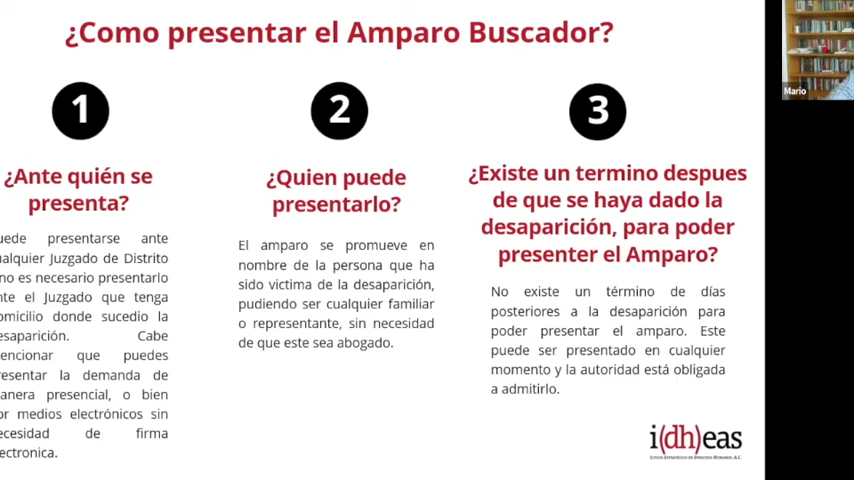 ¿Como presentar el Amparo Buscador?
1
¿Ante quién se
presenta?
uede presentarse ante
ualquier Juzgado de Distrito
no es necesario presentarlo
nte el Juzgado que tenga
omicilio donde sucedio la
esaparición. Cabe
encionar que puedes
resentar la demanda de
anera presencial, o bien
or medios electrónicos sin
ecesidad de firma
ectronica.
2
¿Quien puede
presentarlo?
El amparo se promueve en
nombre de la persona que ha
sido victima de la desaparición,
pudiendo ser cualquier familiar
o representante, sin necesidad
de que este sea abogado.
3
¿Existe un termino despues
de que se haya dado la
desaparición, para poder
presenter el Amparo?
No existe un término de días
posteriores a la desaparición para
poder presentar el amparo. Este
puede ser presentado en cualquier
momento y la autoridad está obligada
a admitirlo.
i(dh)eas
Litigio Estratégico en Derechos Humanos, A.C.
Mario